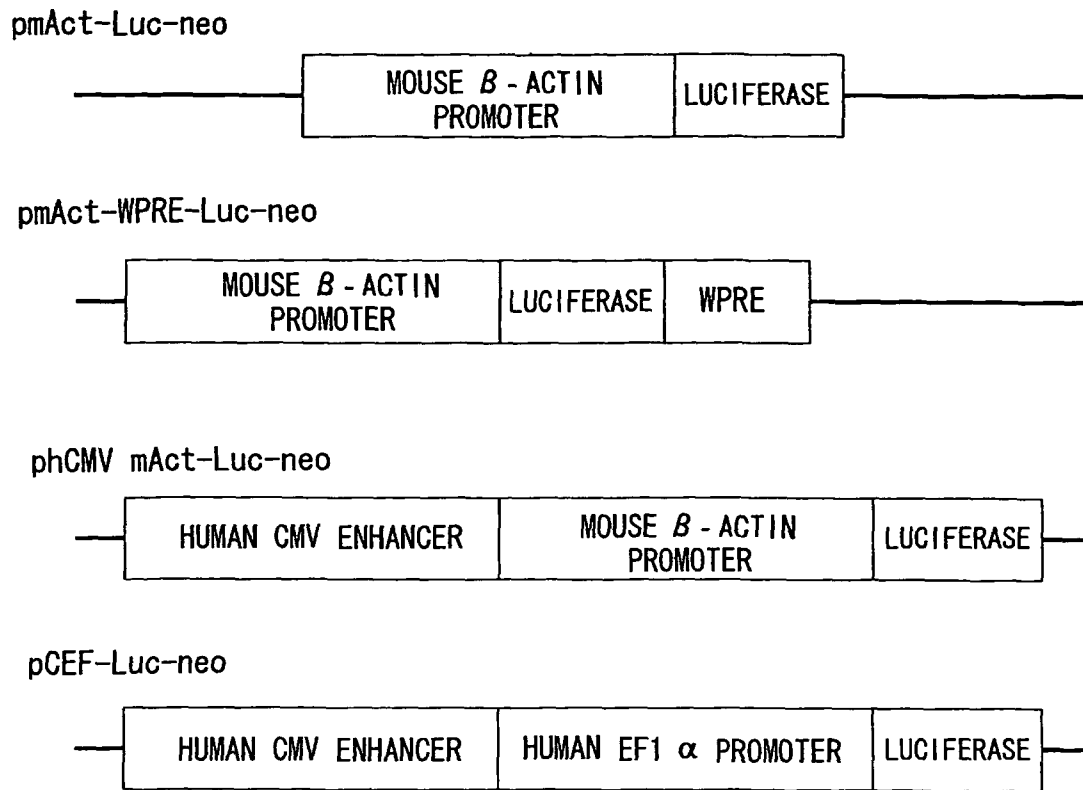 pmAct-Luc-neo
MOUSE β-ACTIN
PROMOTER
LUCIFERASE
pmAct-WPRE-Luc-neo
MOUSE β-ACTIN
PROMOTER
LUCIFERASE
WPRE
phCMV mAct-Luc-neo
HUMAN CMV ENHANCER
MOUSE β-ACTIN
PROMOTER
LUCIFERASE
pCEF-Luc-neo
HUMAN CMV ENHANCER
HUMAN EF1 α PROMOTER
LUCIFERASE